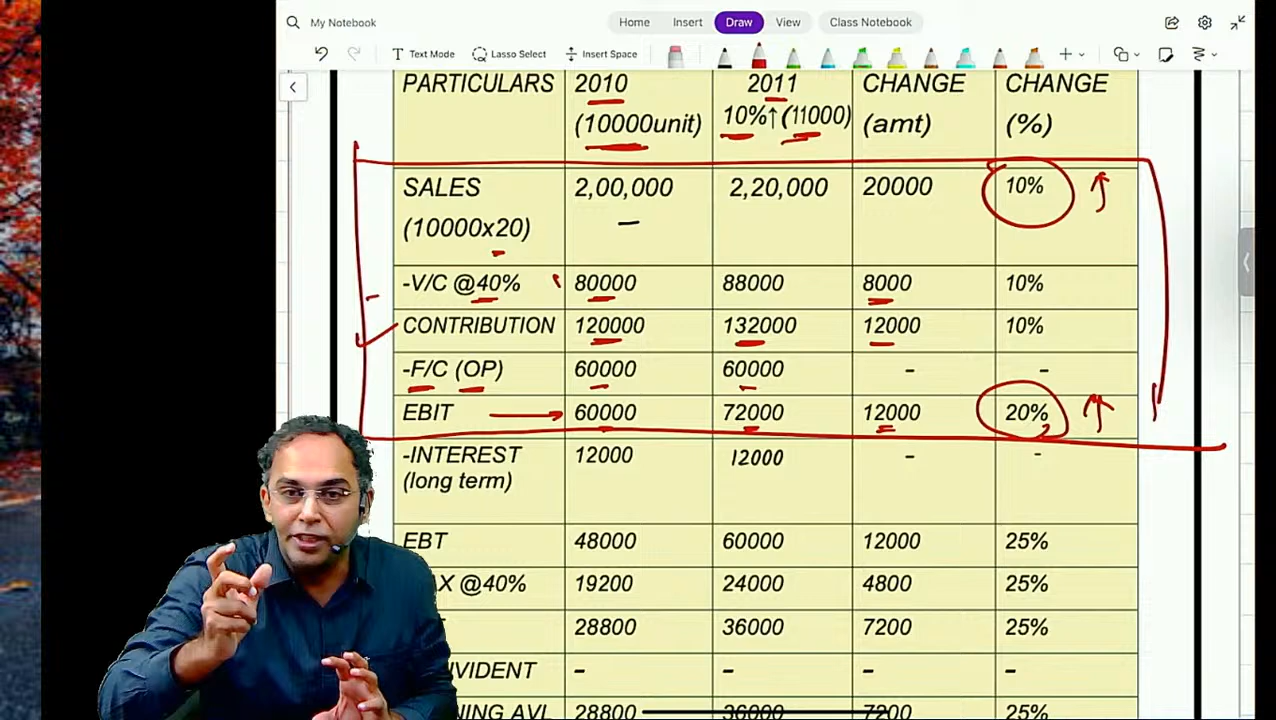 My Notebook
Home Insert Draw View Class Notebook
Text Mode Lasso Select Insert Space
PARTICULARS 2010 2011 CHANGE CHANGE
(10000unit) 10%↑(11000) (amt) (%)
SALES 2,00,000 2,20,000 20000 10%
(10000x20)
-V/C @40% 80000 88000 8000 10%
CONTRIBUTION 120000 132000 12000 10%
-F/C (OP) 60000 60000 - -
EBIT 60000 72000 12000 20%
-INTEREST 12000 12000 - -
(long term)
EBT 48000 60000 12000 25%
@40% 19200 24000 4800 25%
28800 36000 7200 25%
- - - -
28800 36000 7200 25%